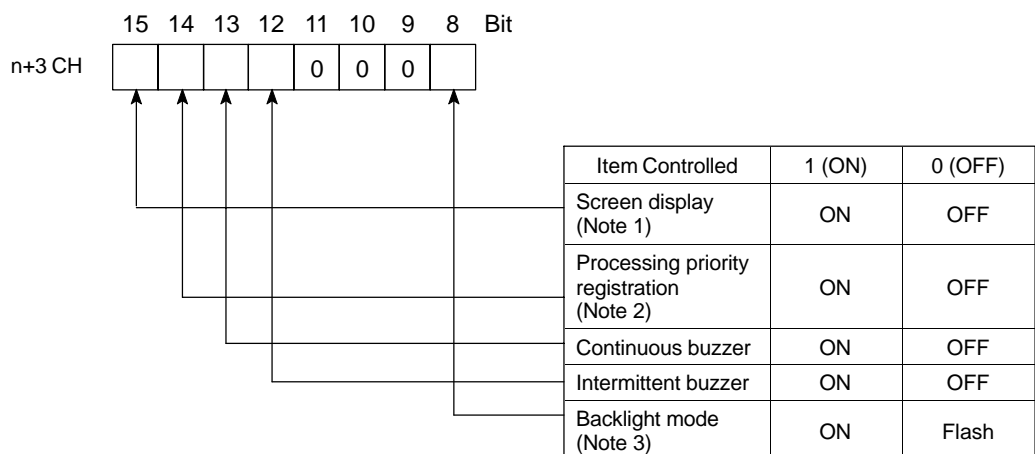 15 14 13 12 11 10 9 8 Bit
n+3 CH 0 0 0
Item Controlled 1 (ON) 0 (OFF)
Screen display
(Note 1) ON OFF
Processing priority
registration
(Note 2) ON OFF
Continuous buzzer ON OFF
Intermittent buzzer ON OFF
Backlight mode
(Note 3) ON Flash